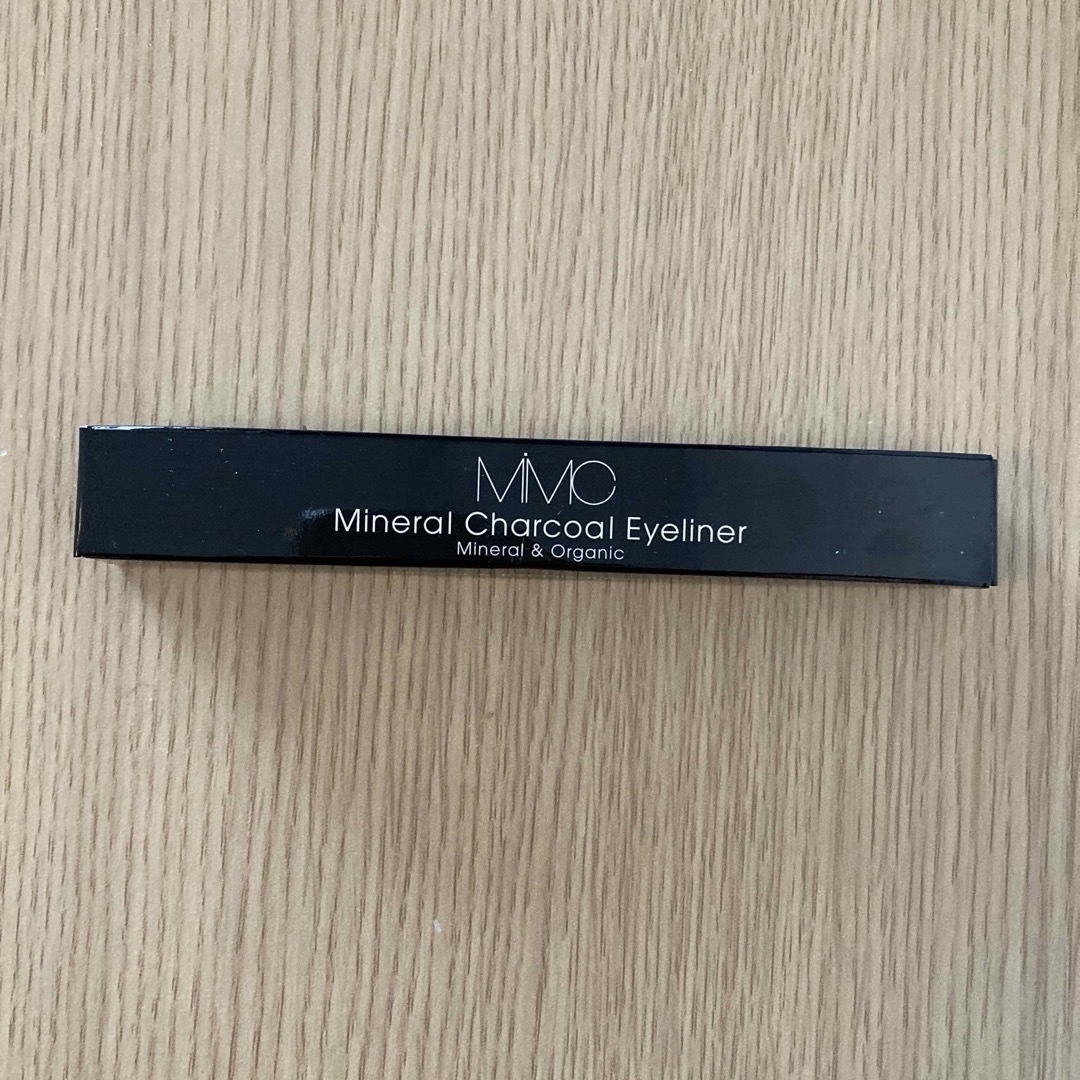 MiMC
Mineral Charcoal Eyeliner
Mineral & Organic